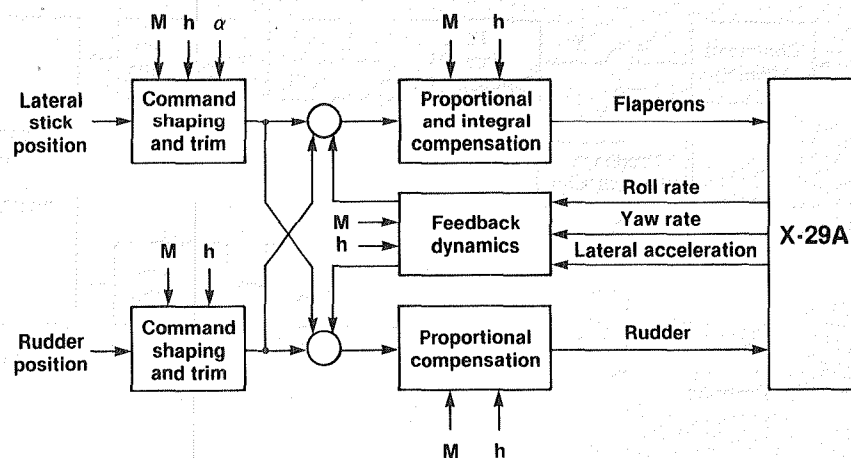 M h α
M h
Lateral
stick
position
Command
shaping
and trim
Proportional
and integral
compensation
Flaperons
Roll rate
Yaw rate
Lateral acceleration
M
h
Feedback
dynamics
X-29A
M h
Rudder
position
Command
shaping
and trim
Proportional
compensation
Rudder
M h